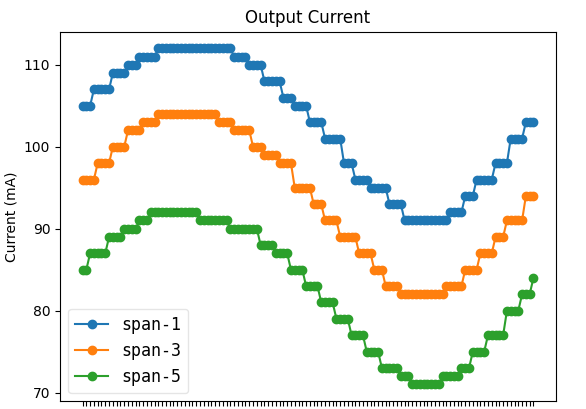 Output Current
Current (mA)
110
100
90
80
70
span-1
span-3
span-5